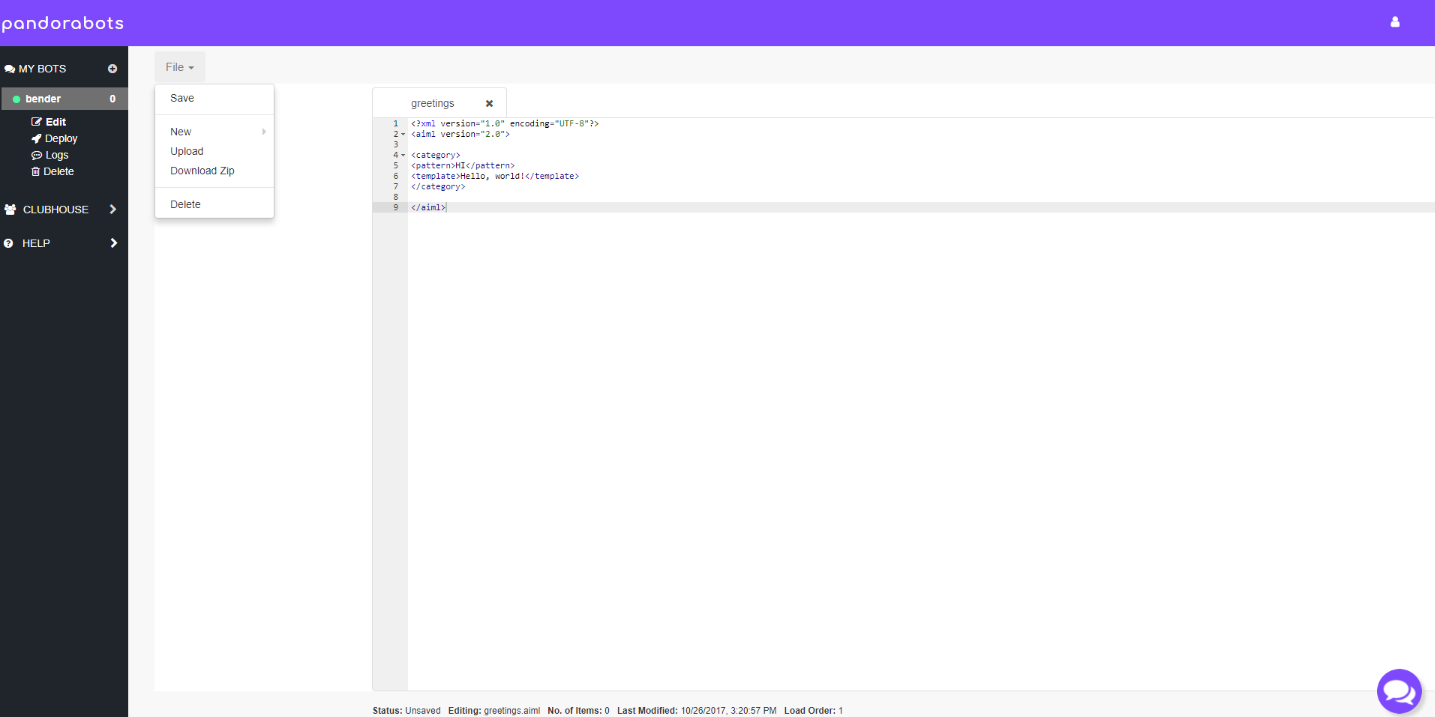 pandorabots
MY BOTS
bender 0
Edit
Deploy
Logs
Delete
CLUBHOUSE
HELP
File
Save
New
Upload
Download Zip
Delete
greetings
1 <?xml version="1.0" encoding="UTF-8"?>
2 <aiml version="2.0">
3
4 <category>
5 <pattern>HI</pattern>
6 <template>Hello, world!</template>
7 </category>
8
9 </aiml>
Status: Unsaved Editing: greetings.aiml No. of Items: 0 Last Modified: 10/26/2017, 3:20:57 PM Load Order: 1